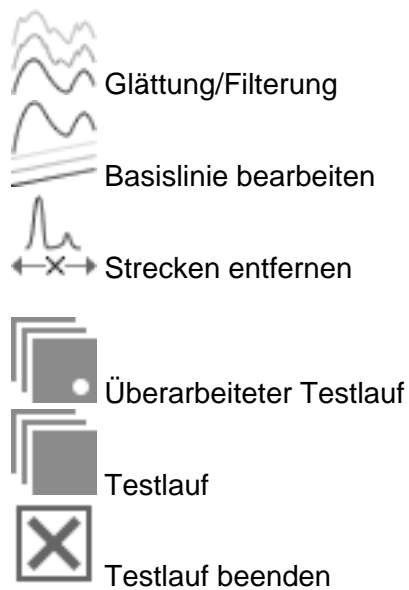 Glättung/Filterung
Basislinie bearbeiten
Strecken entfernen
Überarbeiteter Testlauf
Testlauf
Testlauf beenden